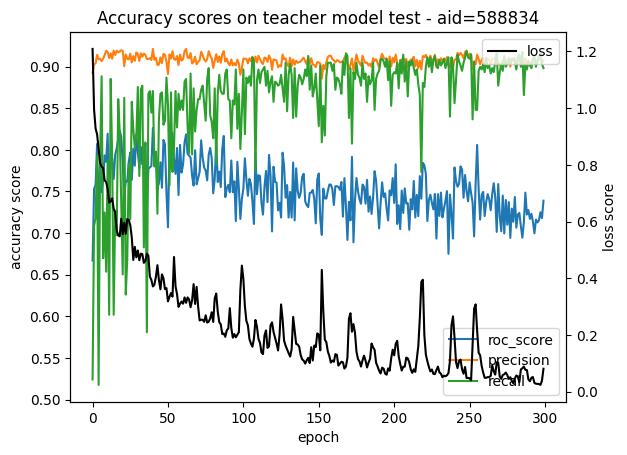 Accuracy scores on teacher model test - aid=588834
accuracy score
0.90
0.85
0.80
0.75
0.70
0.65
0.60
0.55
0.50
loss
1.2
1.0
0.8
0.6
0.4
0.2
0.0
loss score
roc_score
precision
recall
0
50
100
150
200
250
300
epoch